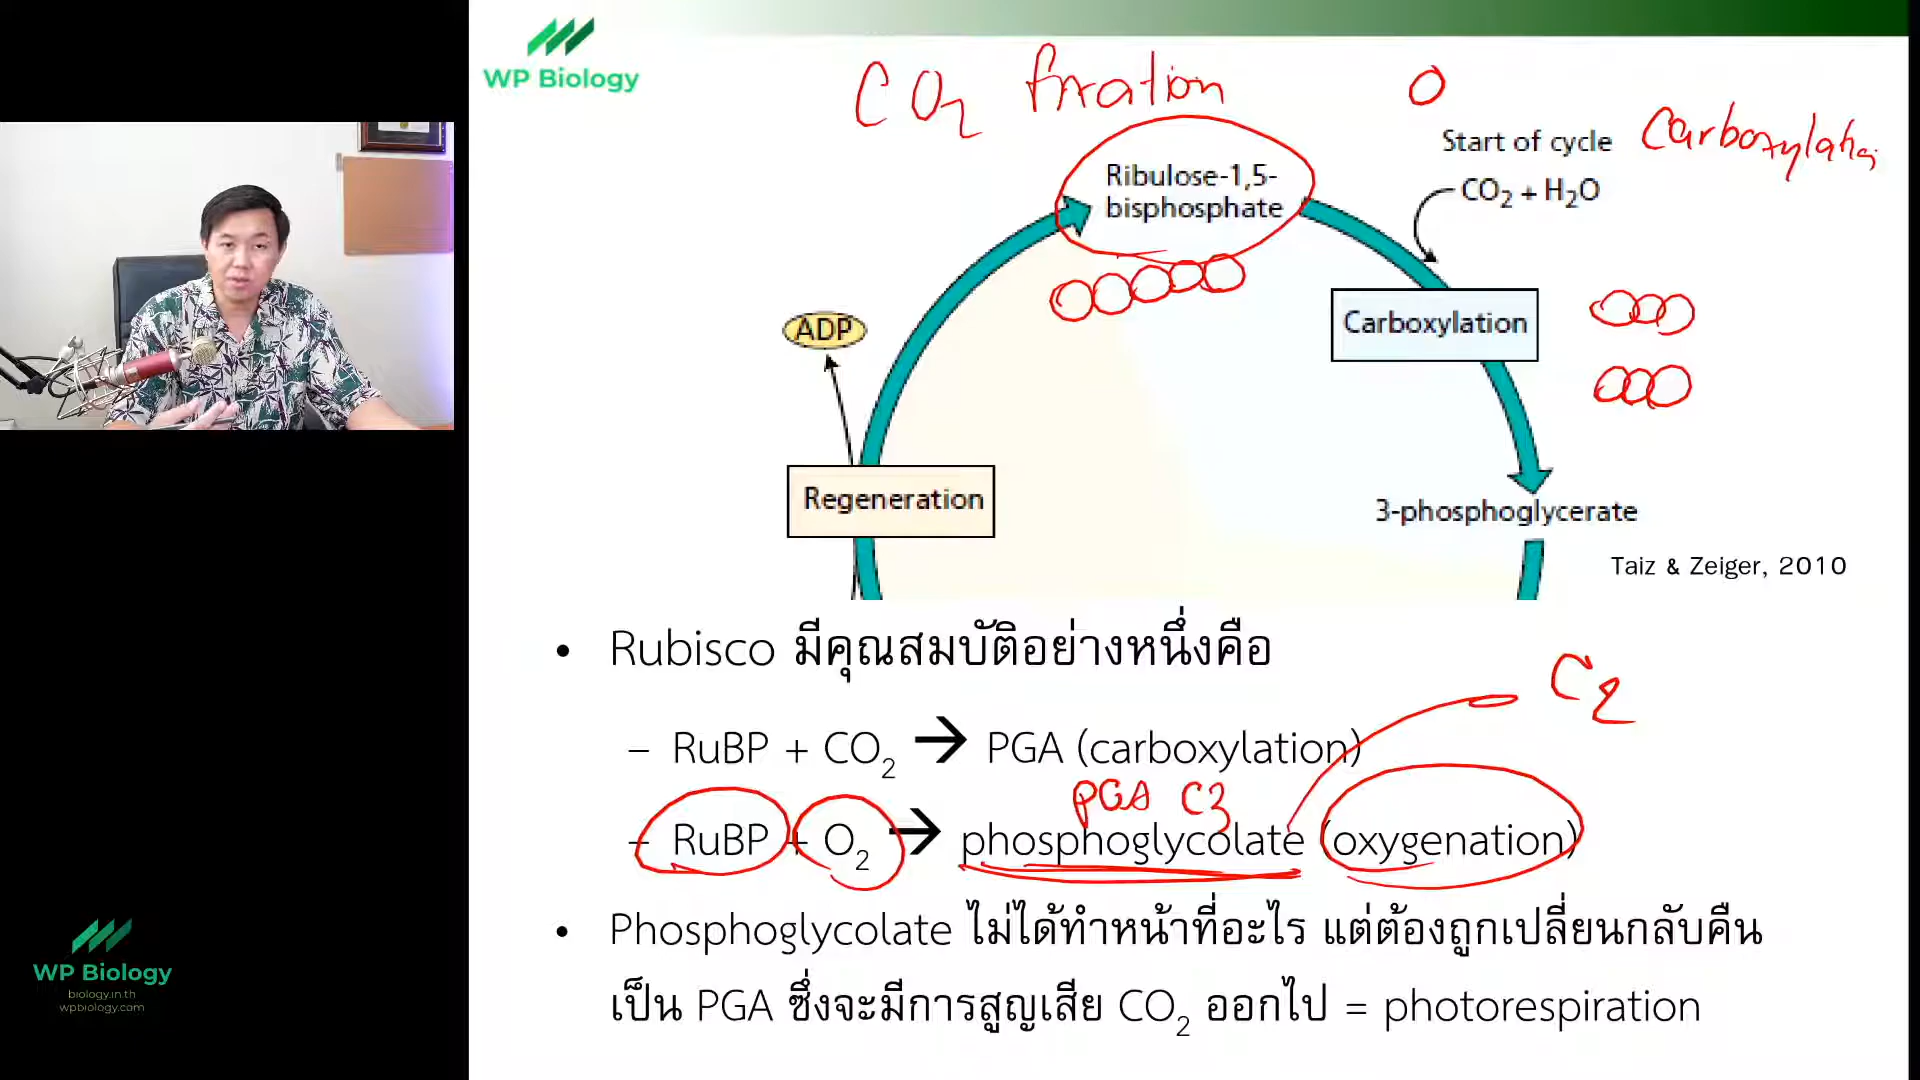 WP Biology
CO2 fixation
O
Start of cycle
CO₂ + H₂O
Ribulose-1,5-
bisphosphate
ADP
Carboxylation
Regeneration
3-phosphoglycerate
Taiz & Zeiger, 2010
• Rubisco มีคุณสมบัติอย่างหนึ่งคือ
C2
– RuBP + CO₂ → PGA (carboxylation)
PGA C3
– RuBP + O₂ → phosphoglycolate (oxygenation)
• Phosphoglycolate ไม่ได้ทำหน้าที่อะไร แต่ต้องถูกเปลี่ยนกลับคืน
เป็น PGA ซึ่งจะมีการสูญเสีย CO₂ ออกไป = photorespiration
WP Biology
biology.in.th
wpbiology.com